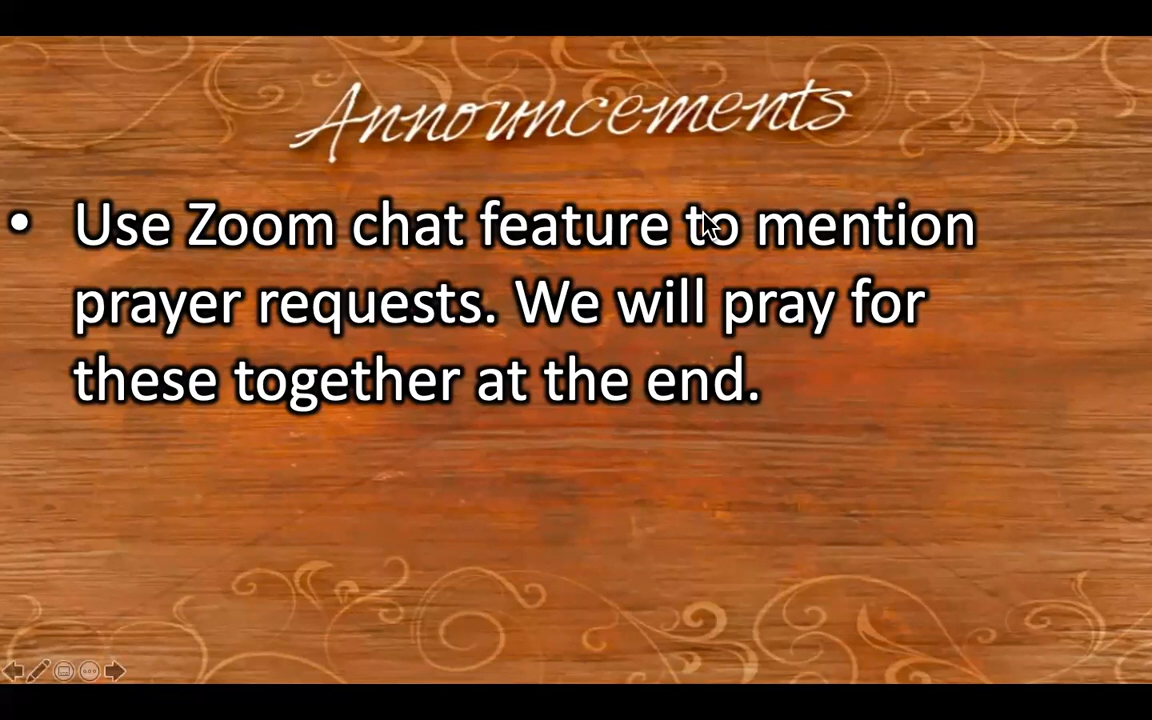 Announcements
• Use Zoom chat feature to mention
prayer requests. We will pray for
these together at the end.